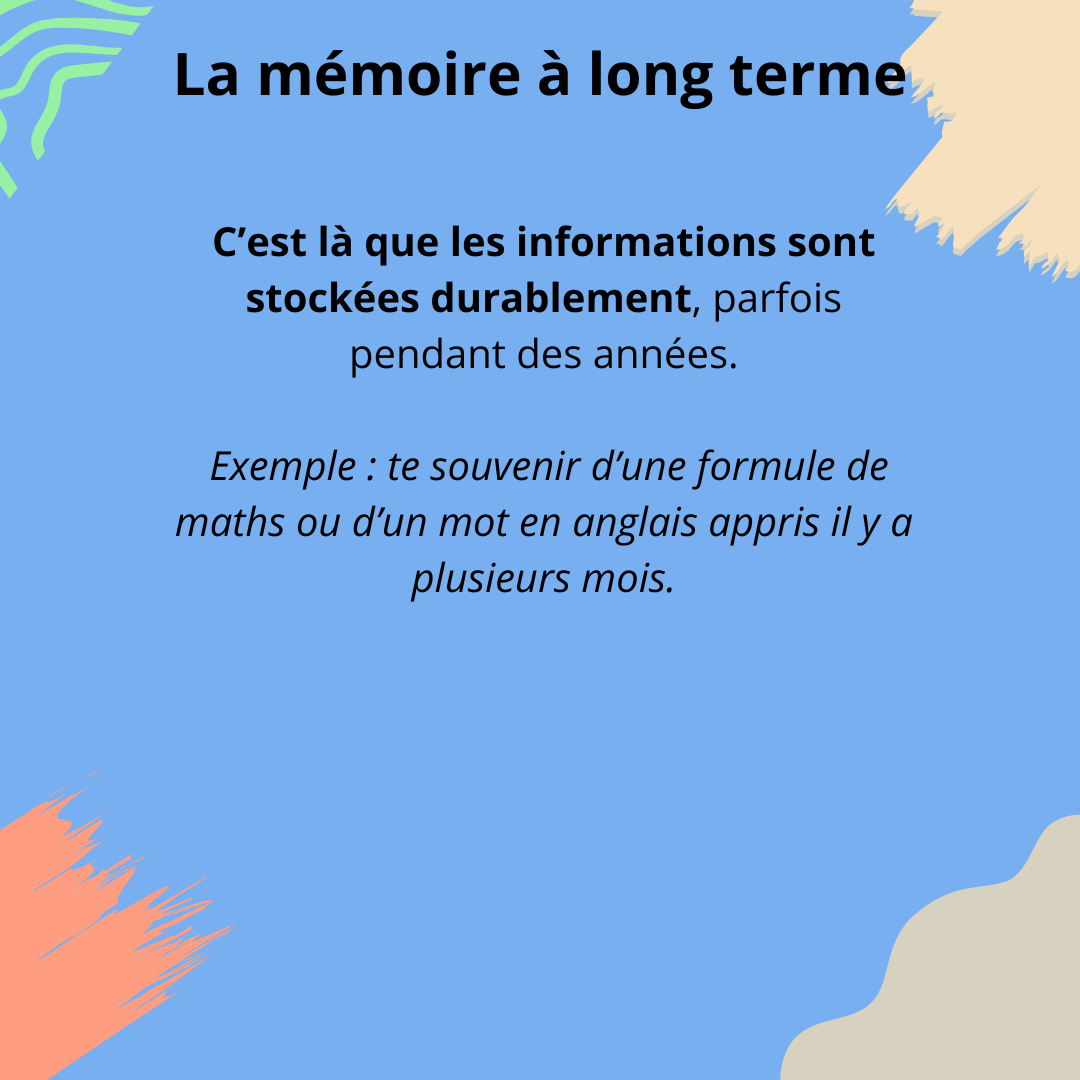 La mémoire à long terme
C’est là que les informations sont
stockées durablement, parfois
pendant des années.
Exemple : te souvenir d’une formule de
maths ou d’un mot en anglais appris il y a
plusieurs mois.